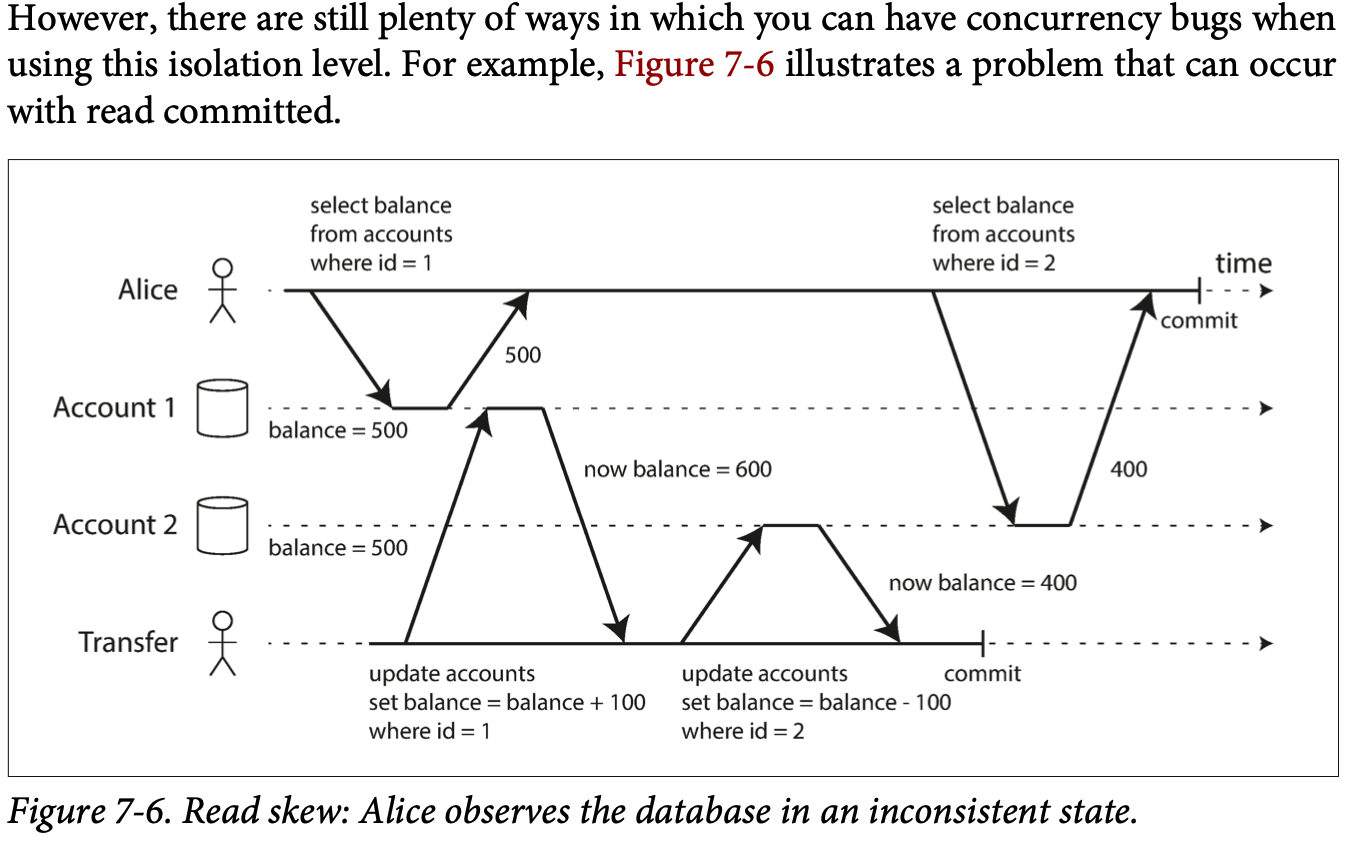 However, there are still plenty of ways in which you can have concurrency bugs when
using this isolation level. For example, Figure 7-6 illustrates a problem that can occur
with read committed.
select balance
from accounts
where id = 1
select balance
from accounts
where id = 2
time
Alice
commit
500
Account 1
balance = 500
now balance = 600
400
Account 2
balance = 500
now balance = 400
Transfer
update accounts
set balance = balance + 100
where id = 1
update accounts
set balance = balance - 100
where id = 2
commit
Figure 7-6. Read skew: Alice observes the database in an inconsistent state.